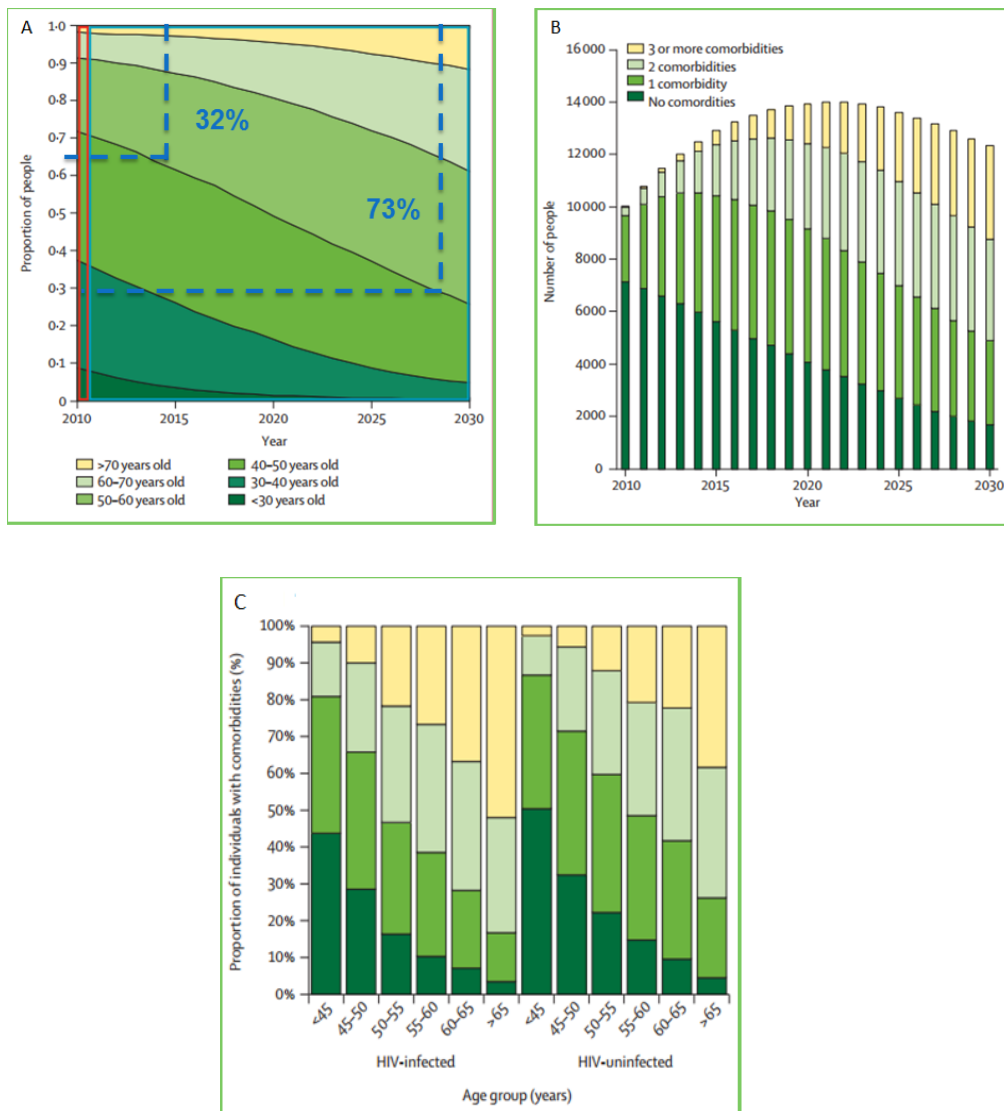 A
Proportion of people
1·0
0·9
0·8
0·7
0·6
0·5
0·4
0·3
0·2
0·1
0
32%
73%
2010 2015 2020 2025 2030
Year
>70 years old 40–50 years old
60–70 years old 30–40 years old
50–60 years old <30 years old
B
3 or more comorbidities
2 comorbidities
1 comorbidity
No comordities
Number of people
16000
14000
12000
10000
8000
6000
4000
2000
0
2010 2015 2020 2025 2030
Year
C
Proportion of individuals with comorbidities (%)
100%
90%
80%
70%
60%
50%
40%
30%
20%
10%
0%
<45 45–50 50–55 55–60 60–65 >65 <45 45–50 50–55 55–60 60–65 >65
HIV-infected HIV-uninfected
Age group (years)